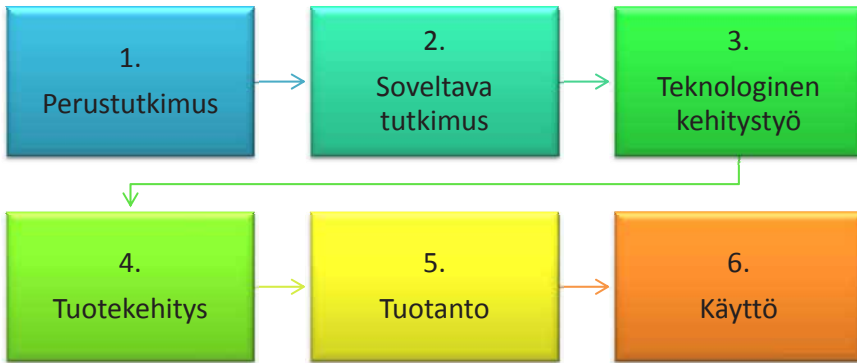 1.
Perustutkimus
2.
Soveltava
tutkimus
3.
Teknologinen
kehitystyö
4.
Tuotekehitys
5.
Tuotanto
6.
Käyttö